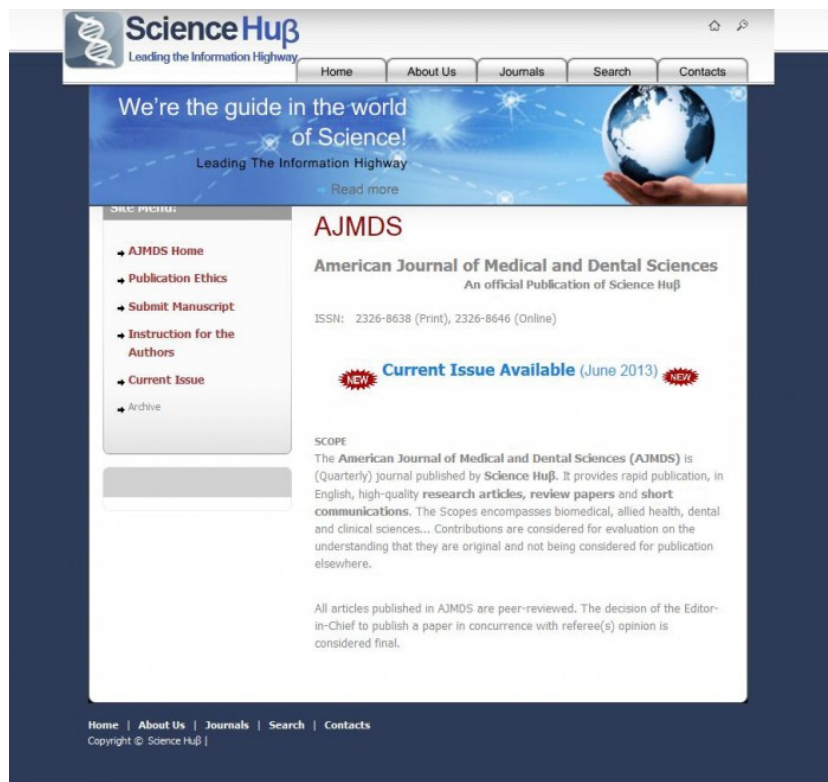 Science Huβ
Leading the Information Highway
Home
About Us
Journals
Search
Contacts
We're the guide in the world
of Science!
Leading The Information Highway
Read more
Site Menu:
AJMDS Home
Publication Ethics
Submit Manuscript
Instruction for the
Authors
Current Issue
Archive
AJMDS
American Journal of Medical and Dental Sciences
An official Publication of Science Huβ
ISSN: 2326-8638 (Print), 2326-8646 (Online)
NEW Current Issue Available (June 2013) NEW
SCOPE
The American Journal of Medical and Dental Sciences (AJMDS) is
(Quarterly) journal published by Science Huβ. It provides rapid publication, in
English, high-quality research articles, review papers and short
communications. The Scopes encompasses biomedical, allied health, dental
and clinical sciences... Contributions are considered for evaluation on the
understanding that they are original and not being considered for publication
elsewhere.
All articles published in AJMDS are peer-reviewed. The decision of the Editor-
in-Chief to publish a paper in concurrence with referee(s) opinion is
considered final.
Home | About Us | Journals | Search | Contacts
Copyright © Science Huβ |